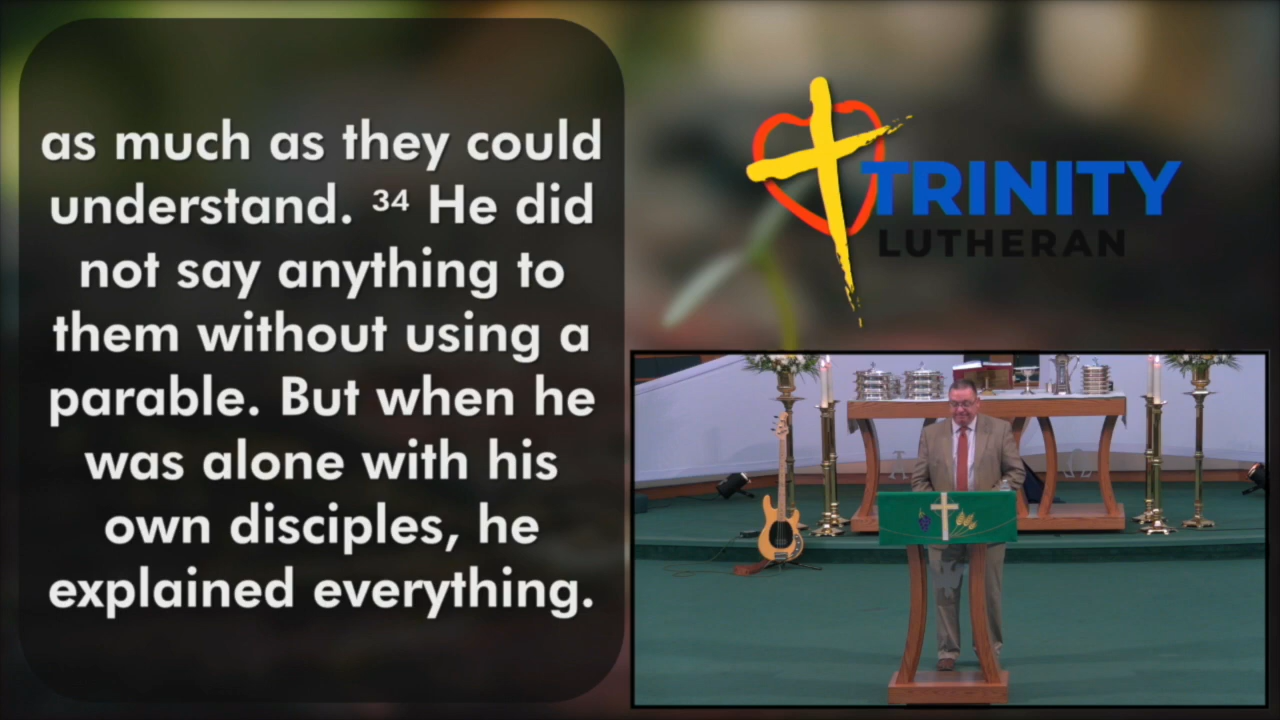 as much as they could
understand. ³⁴ He did
not say anything to
them without using a
parable. But when he
was alone with his
own disciples, he
explained everything.
TRINITY
LUTHERAN